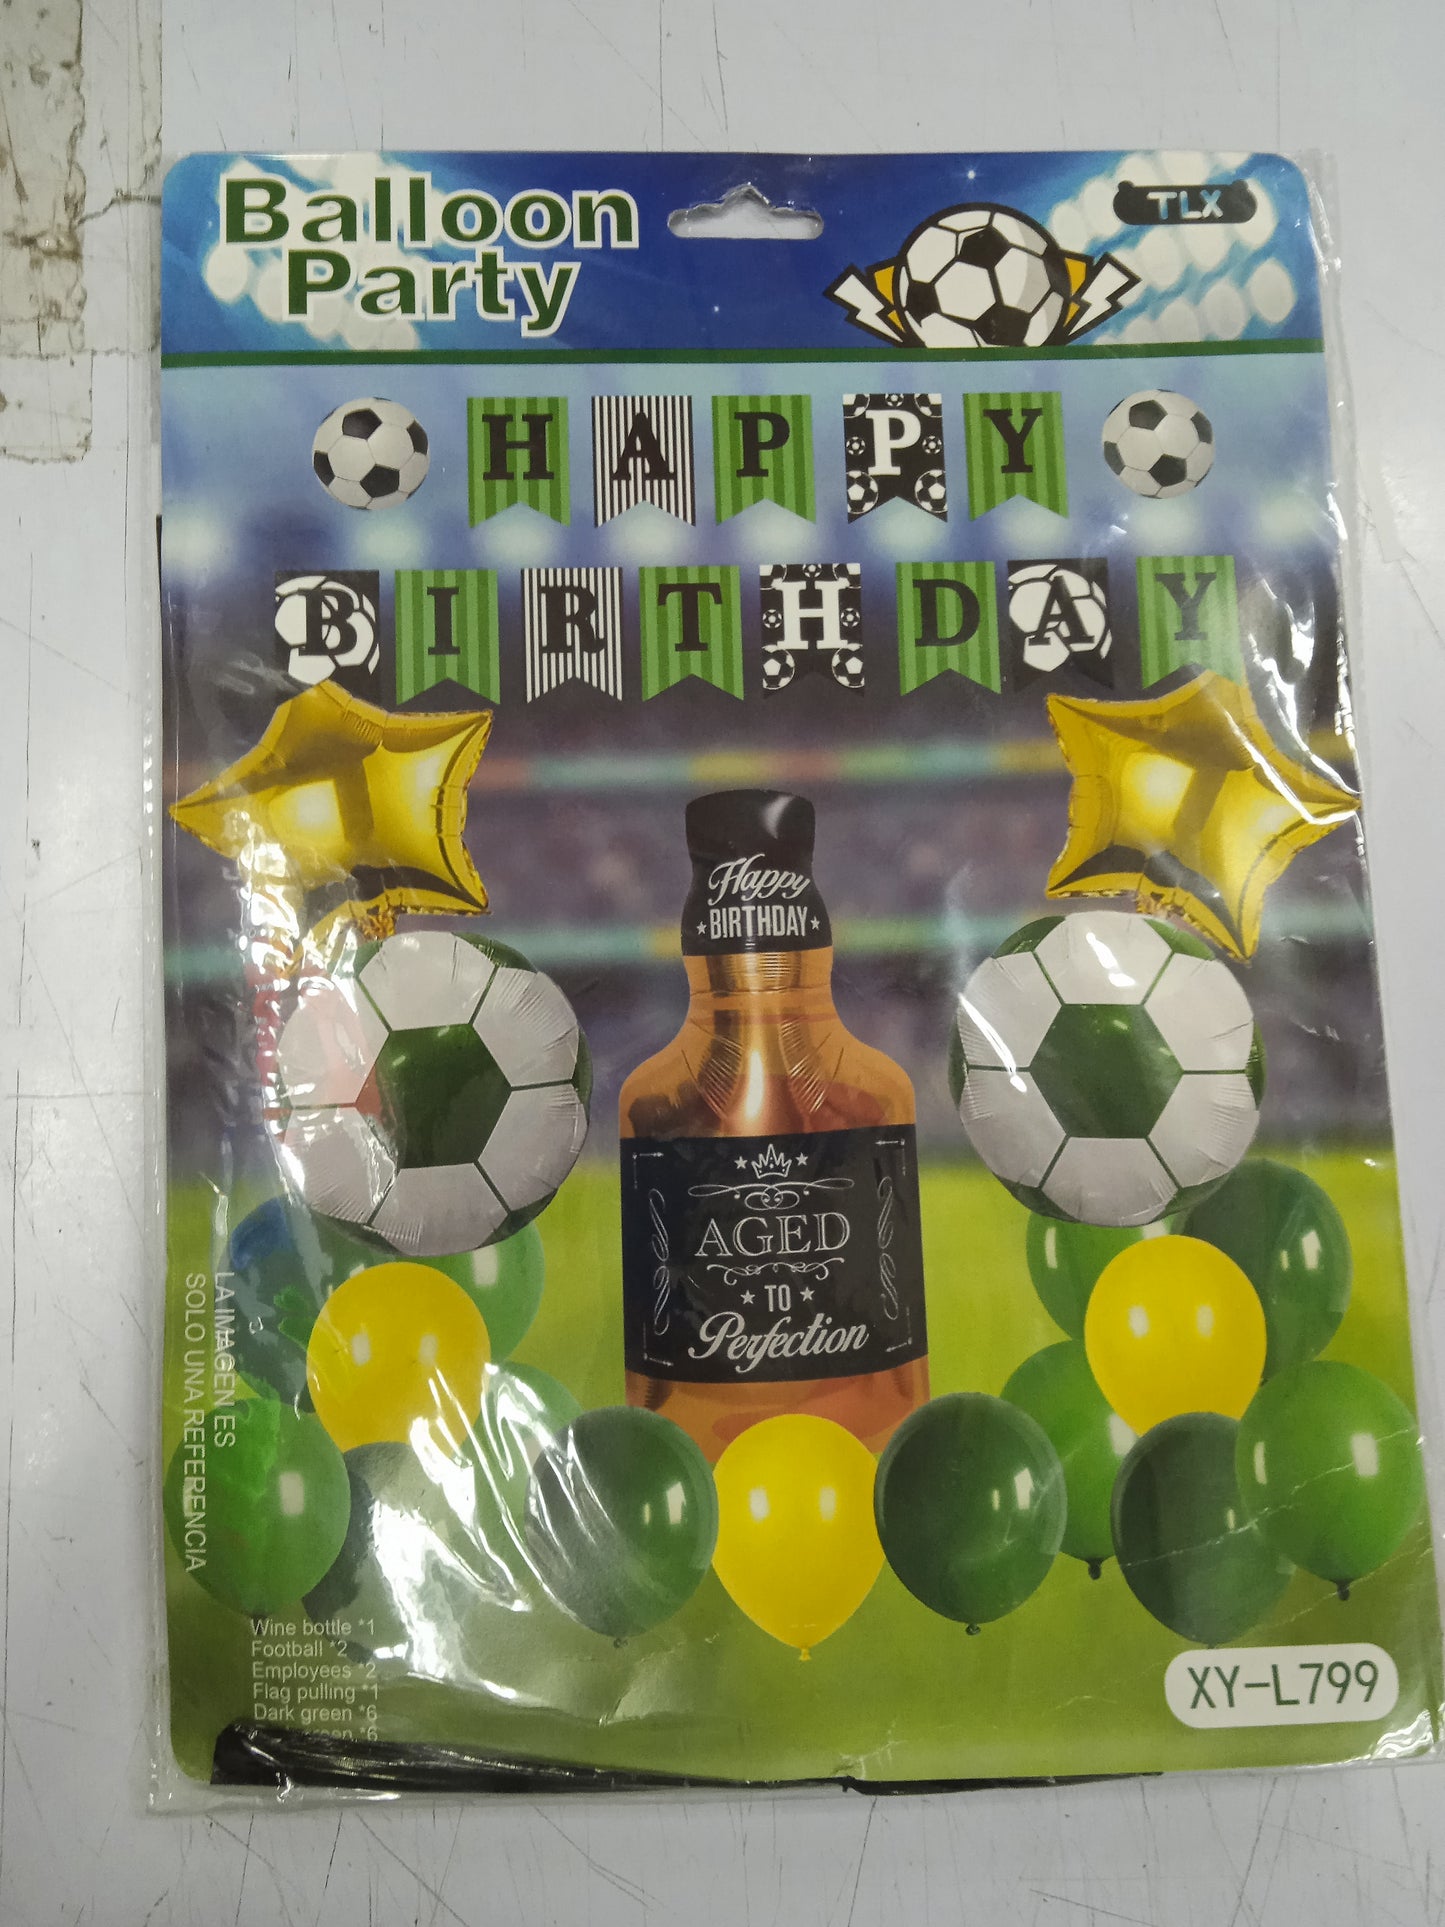 Balloon
Party
TLX
HAPPY
BIRTHDAY
Happy
BIRTHDAY
AGED
TO
Perfection
LA IMAGEN ES
SOLO UNA REFERENCIA
Wine bottle *1
Football *2
Employees *2
Flag pulling *1
Dark green *6
*6
XY-L799